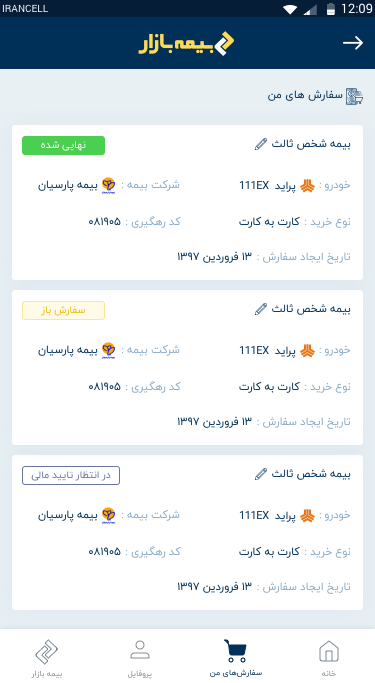 IRANCELL 12:09
بیمه بازار
سفارش های من
بیمه شخص ثالث نهایی شده
خودرو : پراید 111EX شرکت بیمه : بیمه پارسیان
نوع خرید : کارت به کارت کد رهگیری : ۰۸۱۹۰۵
تاریخ ایجاد سفارش : ۱۳ فروردین ۱۳۹۷
بیمه شخص ثالث سفارش باز
خودرو : پراید 111EX شرکت بیمه : بیمه پارسیان
نوع خرید : کارت به کارت کد رهگیری : ۰۸۱۹۰۵
تاریخ ایجاد سفارش : ۱۳ فروردین ۱۳۹۷
بیمه شخص ثالث در انتظار تایید مالی
خودرو : پراید 111EX شرکت بیمه : بیمه پارسیان
نوع خرید : کارت به کارت کد رهگیری : ۰۸۱۹۰۵
تاریخ ایجاد سفارش : ۱۳ فروردین ۱۳۹۷
خانه سفارش‌های من پروفایل بیمه بازار